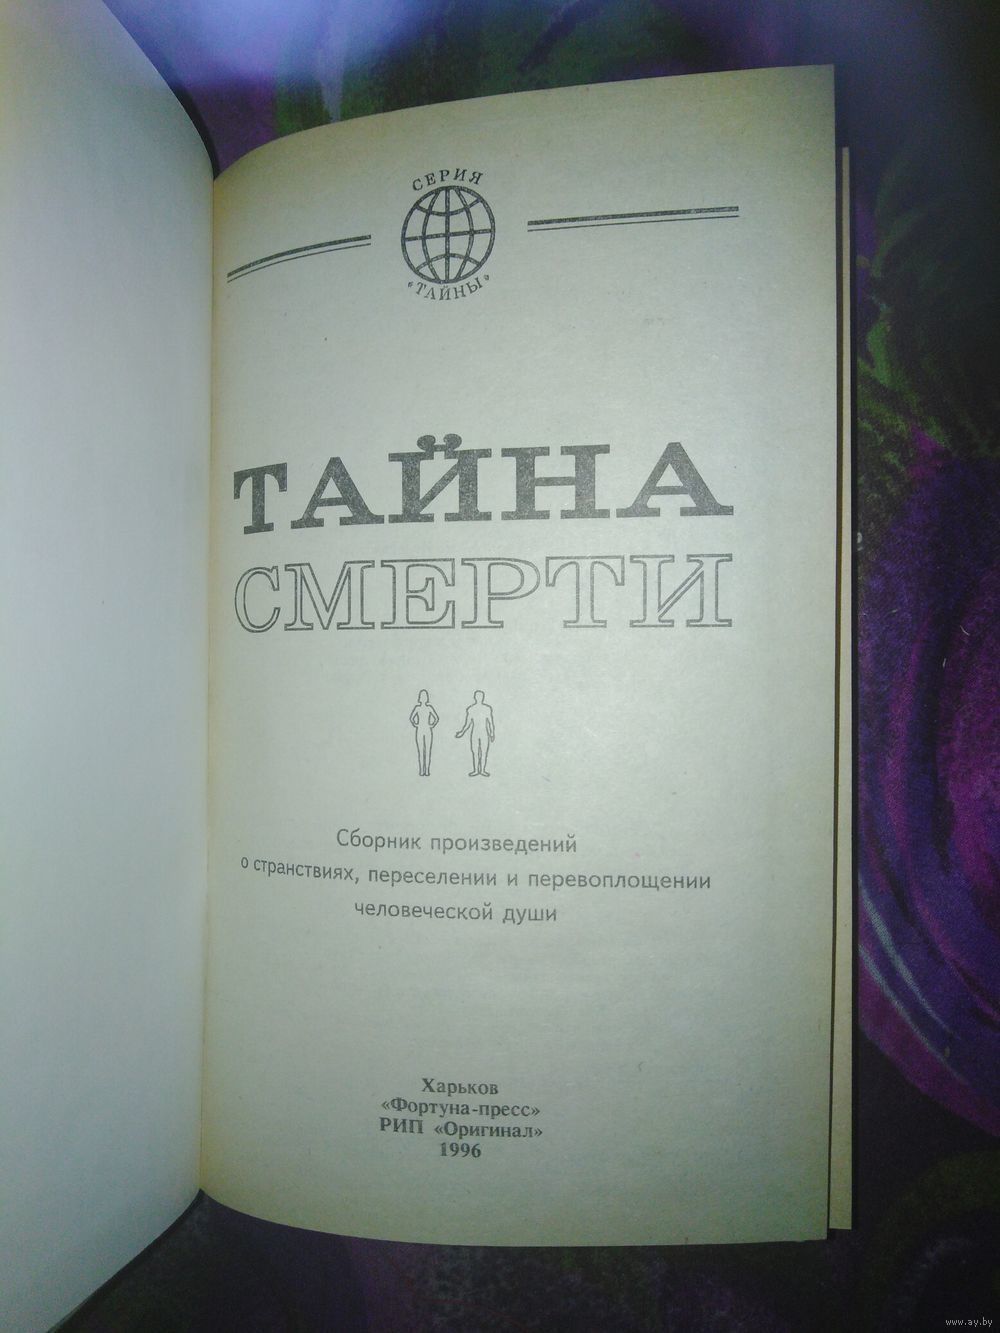 СЕРИЯ
"ТАЙНЫ"
ТАЙНА
СМЕРТИ
Сборник произведений
о странствиях, переселении и перевоплощении
человеческой души
Харьков
«Фортуна-пресс»
РИП «Оригинал»
1996
www.ay.by